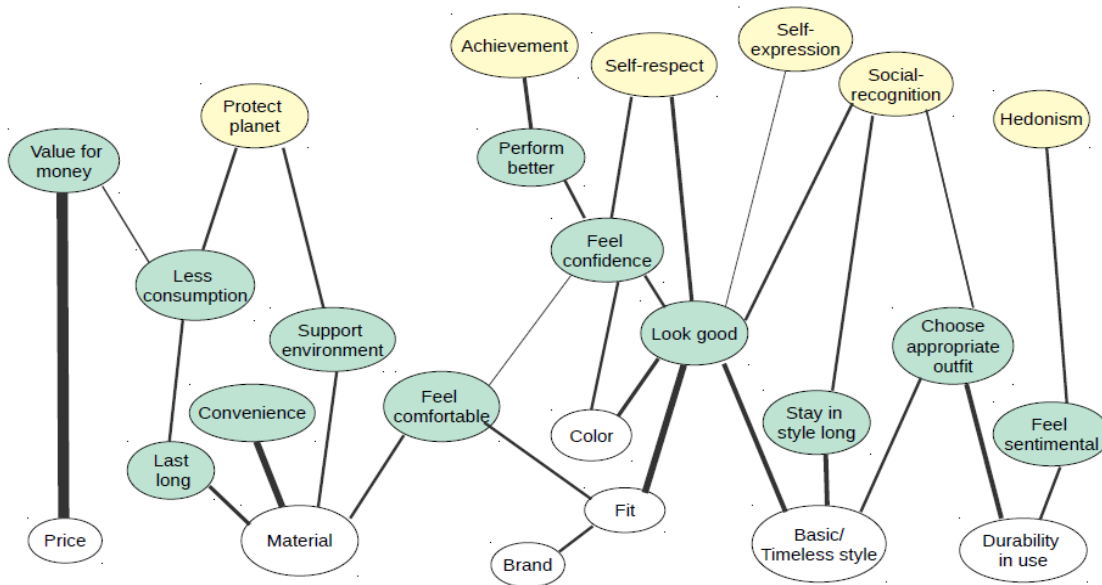 Achievement
Self-respect
Self-
expression
Social-
recognition
Protect
planet
Hedonism
Value for
money
Perform
better
Feel
confidence
Less
consumption
Support
environment
Look good
Choose
appropriate
outfit
Convenience
Feel
comfortable
Color
Stay in
style long
Feel
sentimental
Last
long
Price
Material
Fit
Brand
Basic/
Timeless style
Durability
in use